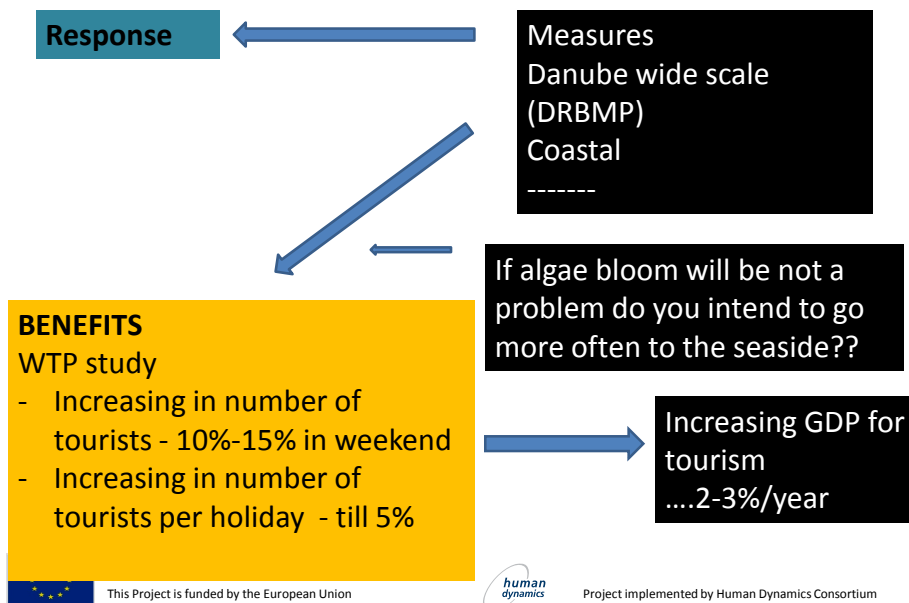 Response
Measures
Danube wide scale
(DRBMP)
Coastal
-------
If algae bloom will be not a
problem do you intend to go
more often to the seaside??
BENEFITS
WTP study
- Increasing in number of
tourists - 10%-15% in weekend
- Increasing in number of
tourists per holiday - till 5%
Increasing GDP for
tourism
....2-3%/year
This Project is funded by the European Union
human
dynamics
Project implemented by Human Dynamics Consortium